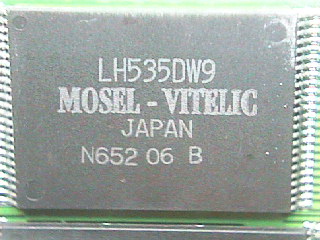 LH535DW9
MOSEL - VITELIC
JAPAN
N652 06 B